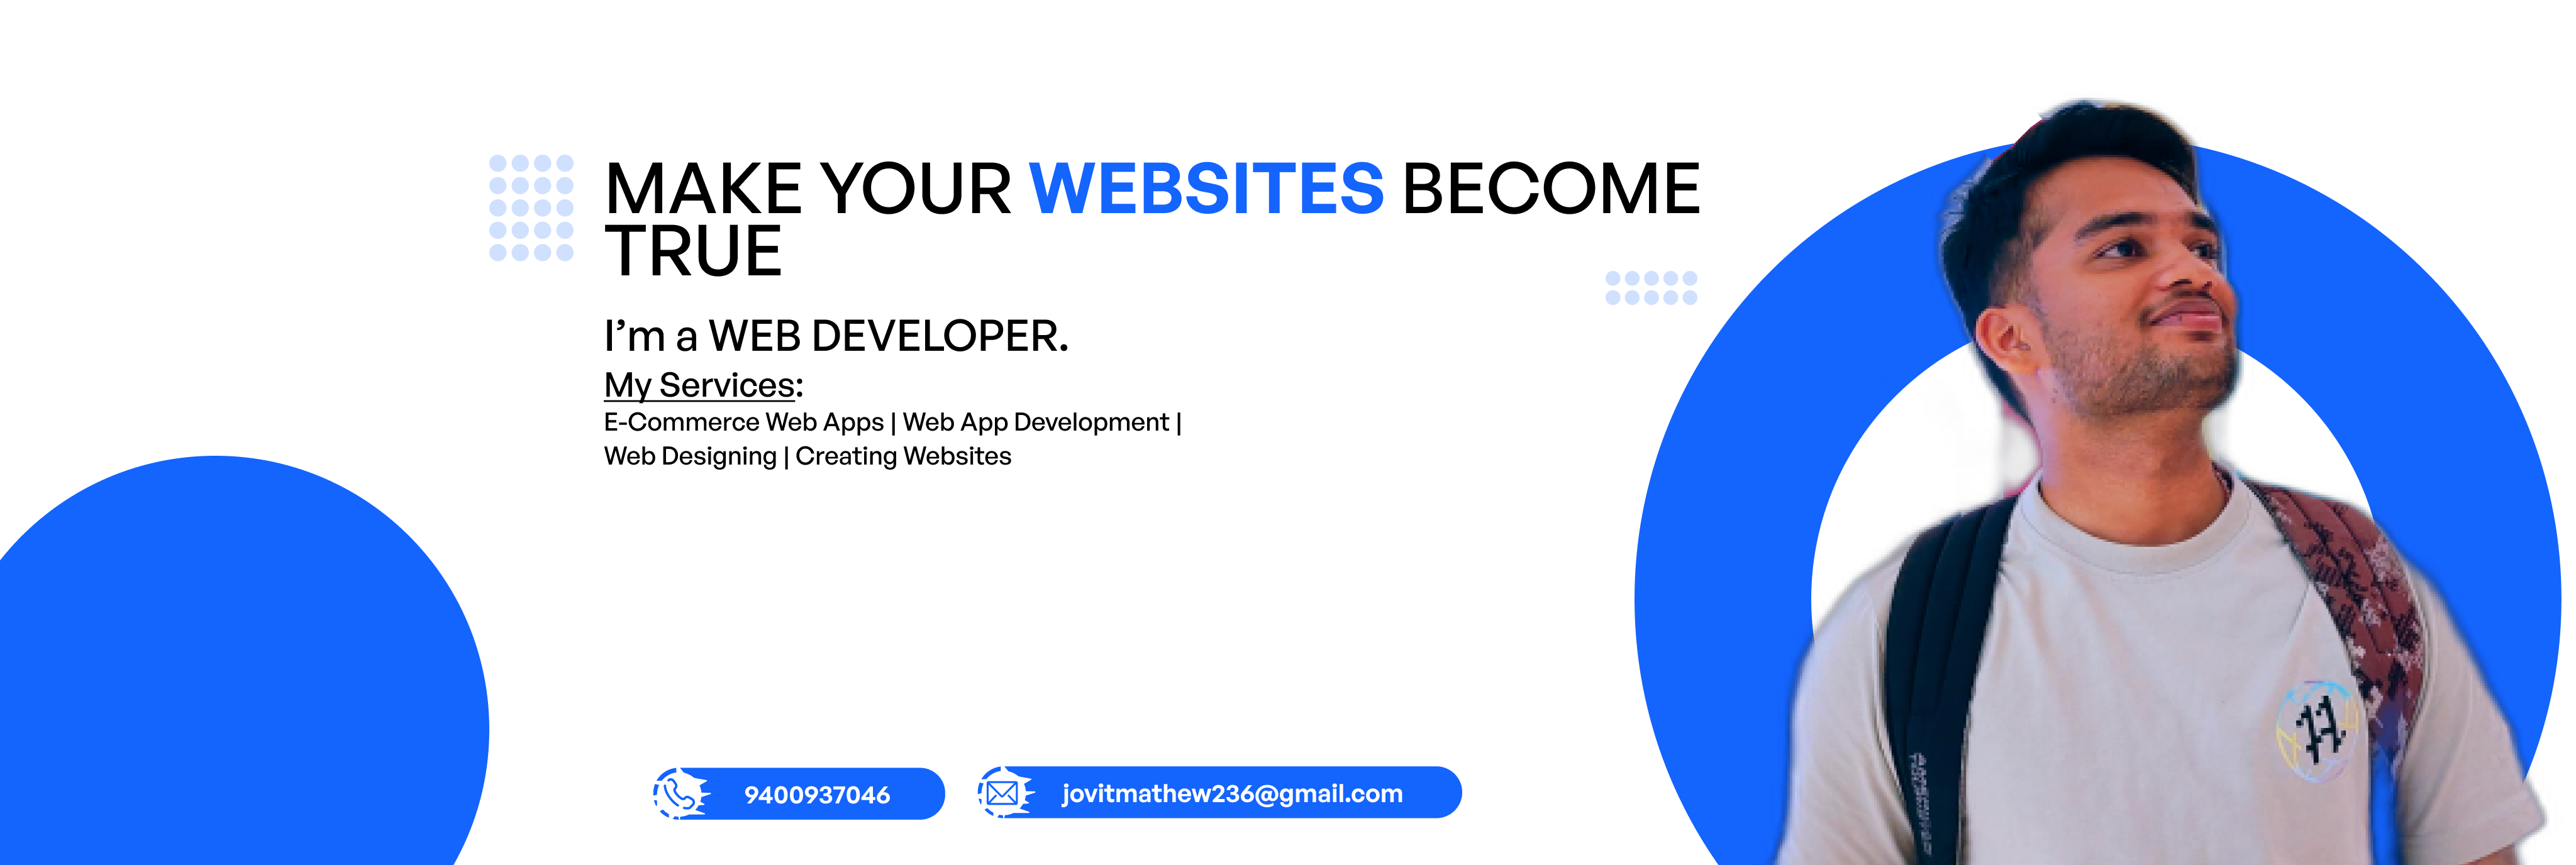 MAKE YOUR WEBSITES BECOME
TRUE
I’m a WEB DEVELOPER.
My Services:
E-Commerce Web Apps | Web App Development |
Web Designing | Creating Websites
9400937046
jovitmathew236@gmail.com